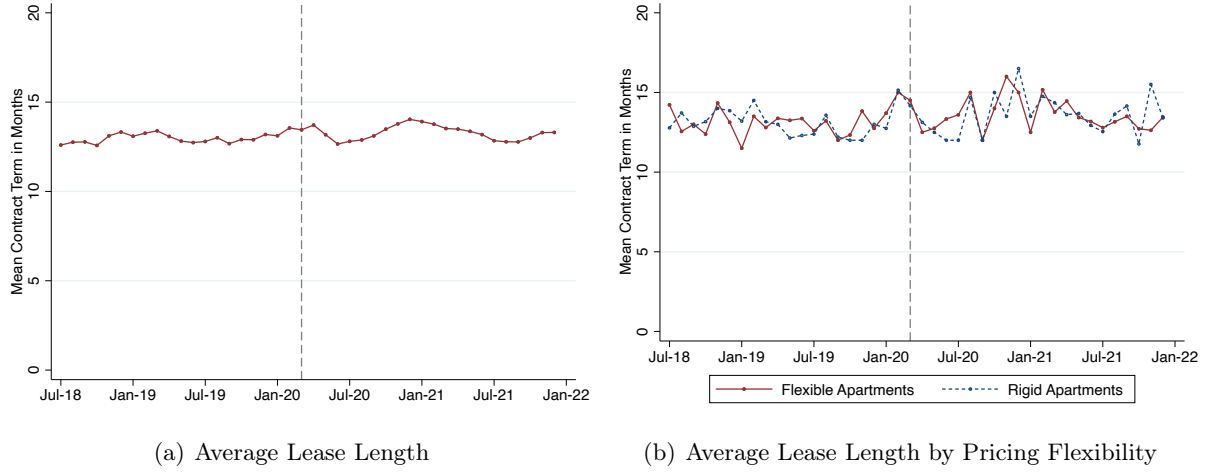 Mean Contract Term in Months
20
15
10
5
0
Jul-18 Jan-19 Jul-19 Jan-20 Jul-20 Jan-21 Jul-21 Jan-22
(a) Average Lease Length
Mean Contract Term in Months
20
15
10
5
0
Jul-18 Jan-19 Jul-19 Jan-20 Jul-20 Jan-21 Jul-21 Jan-22
Flexible Apartments Rigid Apartments
(b) Average Lease Length by Pricing Flexibility